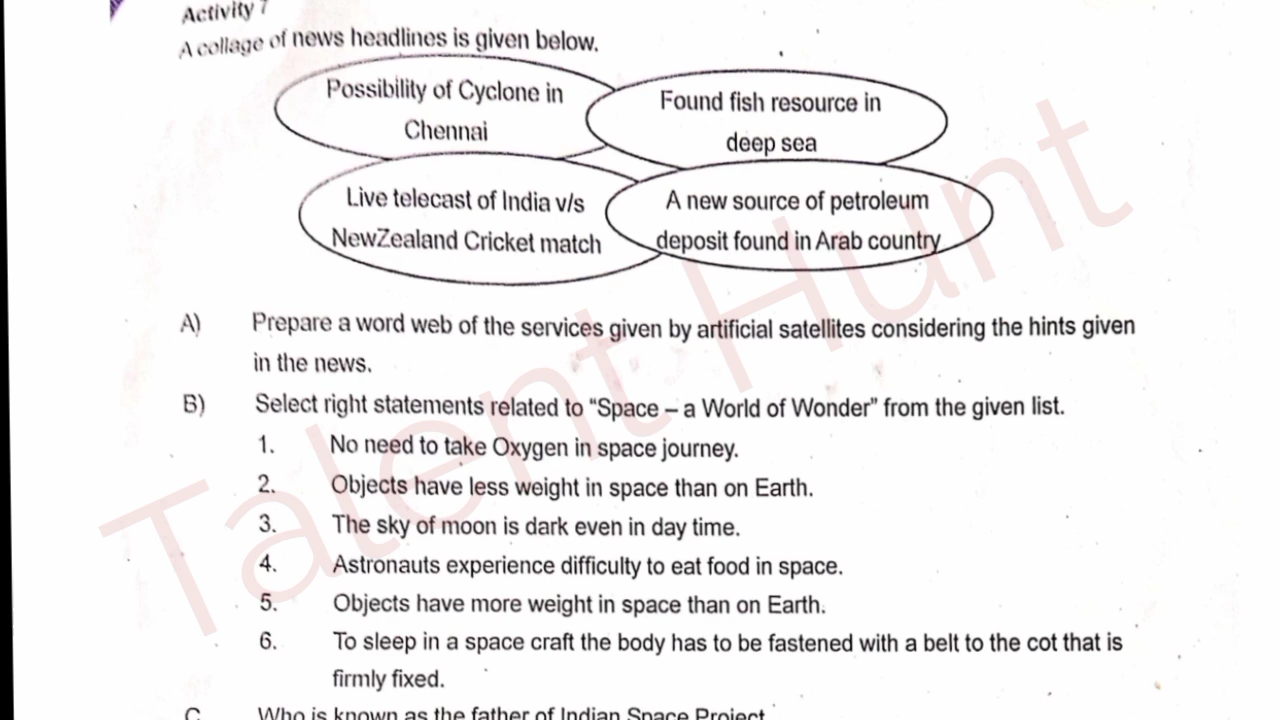 Activity 7
A collage of news headlines is given below.
Possibility of Cyclone in
Chennai
Found fish resource in
deep sea
Live telecast of India v/s
NewZealand Cricket match
A new source of petroleum
deposit found in Arab country
A) Prepare a word web of the services given by artificial satellites considering the hints given
in the news.
B) Select right statements related to “Space – a World of Wonder” from the given list.
1. No need to take Oxygen in space journey.
2. Objects have less weight in space than on Earth.
3. The sky of moon is dark even in day time.
4. Astronauts experience difficulty to eat food in space.
5. Objects have more weight in space than on Earth.
6. To sleep in a space craft the body has to be fastened with a belt to the cot that is
firmly fixed.
C Who is known as the father of Indian Space Project
Talent Hunt